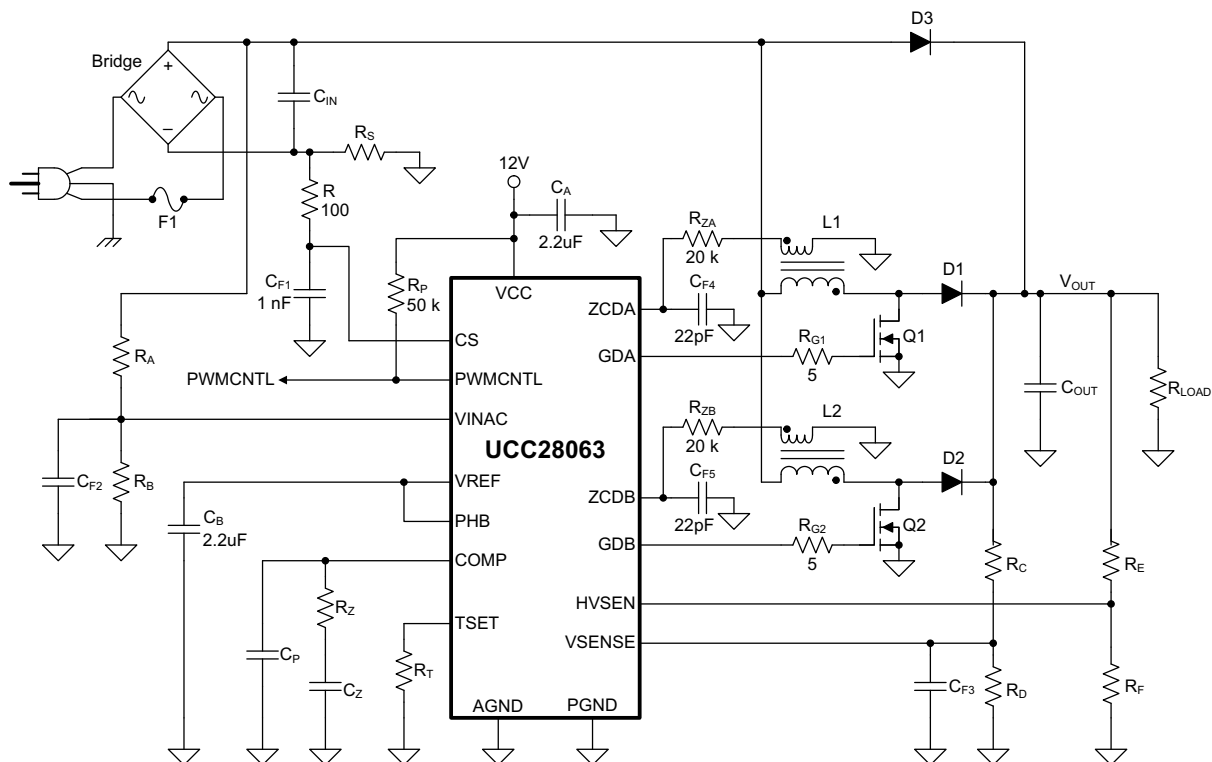 D3
Bridge
+
−
C_IN
R_S
12V
C_A
2.2uF
R
100
F1
R_ZA
20 k
L1
C_F1
1 nF
R_P
50 k
VCC
ZCDA
C_F4
22pF
D1
V_OUT
R_A
CS
GDA
R_G1
5
Q1
PWMCNTL
PWMCNTL
C_OUT
R_LOAD
VINAC
R_ZB
20 k
L2
UCC28063
C_F2
R_B
VREF
ZCDB
C_F5
22pF
D2
C_B
2.2uF
PHB
GDB
R_G2
5
Q2
COMP
R_C
R_E
R_Z
HVSEN
TSET
VSENSE
C_P
C_Z
R_T
C_F3
R_D
R_F
AGND
PGND